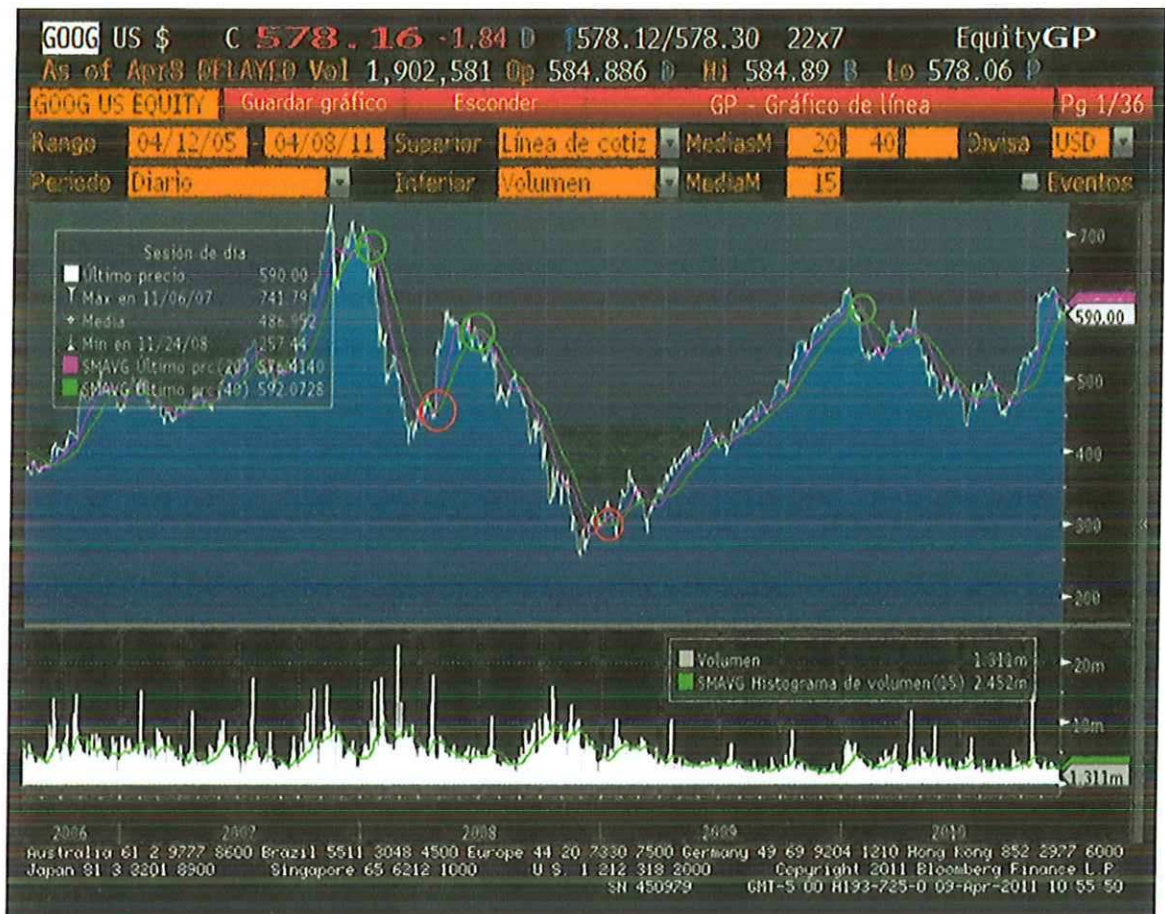 GOOG US $ C 578.16 -1.84 D 578.12/578.30 22x7 EquityGP
As of Apr8 DELAYED Vol 1,902,581 Op 584.886 D Hi 584.89 B Lo 578.06 P
GOOG US EQUITY Guardar gráfico Esconder GP - Gráfico de línea Pg 1/36
Rango 04/12/05 - 04/08/11 Superior Línea de cotiz MediasM 20 40 Divisa USD
Periodo Diario Inferior Volumen MediaM 15 Eventos
Sesión de día
Último precio 590.00
Máx en 11/06/07 741.79
Media 486.952
Mín en 11/24/08 257.44
SMAVG Último prc(20)
SMAVG Último prc(40) 592.0728
700
590.00
500
400
300
200
Volumen 1.311m
SMAVG Histograma de volumen(15) 2.452m
20m
10m
1.311m
2006 2007 2008 2009 2010
Australia 61 2 9777 8600 Brazil 5511 3048 4500 Europe 44 20 7330 7500 Germany 49 69 9204 1210 Hong Kong 852 2977 6000
Japan 81 3 3201 8900 Singapore 65 6212 1000 U S. 1 212 318 2000 Copyright 2011 Bloomberg Finance L P
SN 450979 GMT-5 00 H193-725-0 09-Apr-2011 10 55 50